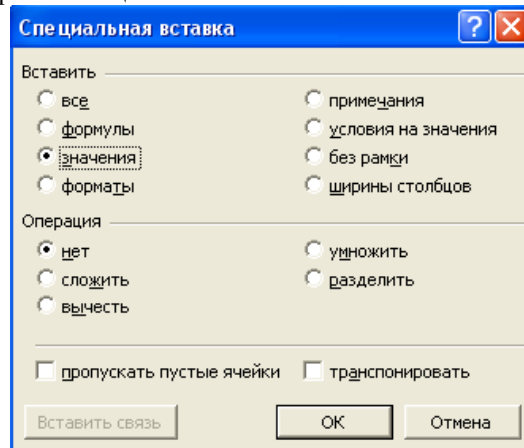 Специальная вставка
Вставить
все
примечания
формулы
условия на значения
значения
без рамки
форматы
ширины столбцов
Операция
нет
умножить
сложить
разделить
вычесть
пропускать пустые ячейки
транспонировать
Вставить связь
ОК
Отмена